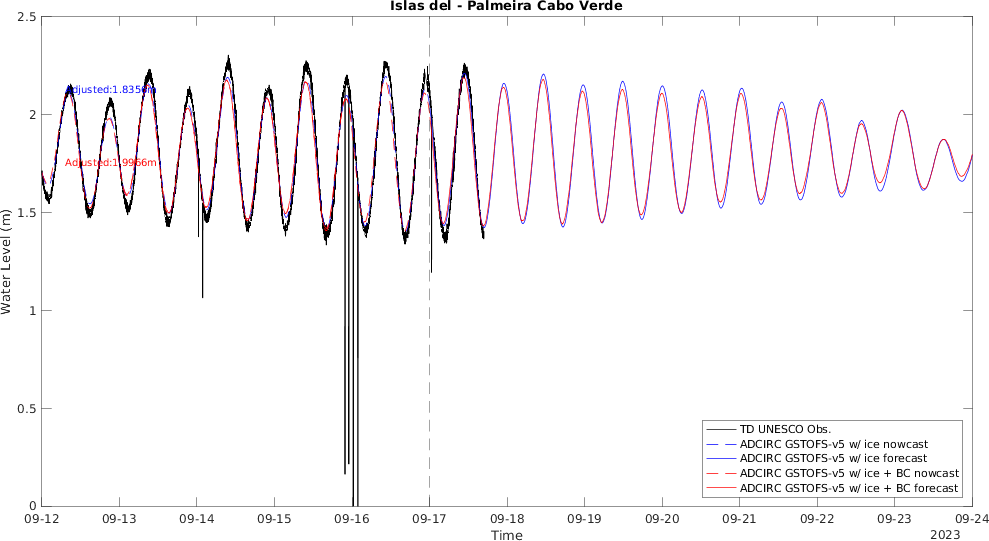 Islas del - Palmeira Cabo Verde
2.5
2
1.5
1
0.5
0
Water Level (m)
Adjusted:1.8356m
Adjusted:1.9966m
TD UNESCO Obs.
ADCIRC GSTOFS-v5 w/ ice nowcast
ADCIRC GSTOFS-v5 w/ ice forecast
ADCIRC GSTOFS-v5 w/ ice + BC nowcast
ADCIRC GSTOFS-v5 w/ ice + BC forecast
09-12 09-13 09-14 09-15 09-16 09-17 09-18 09-19 09-20 09-21 09-22 09-23 09-24
Time
2023